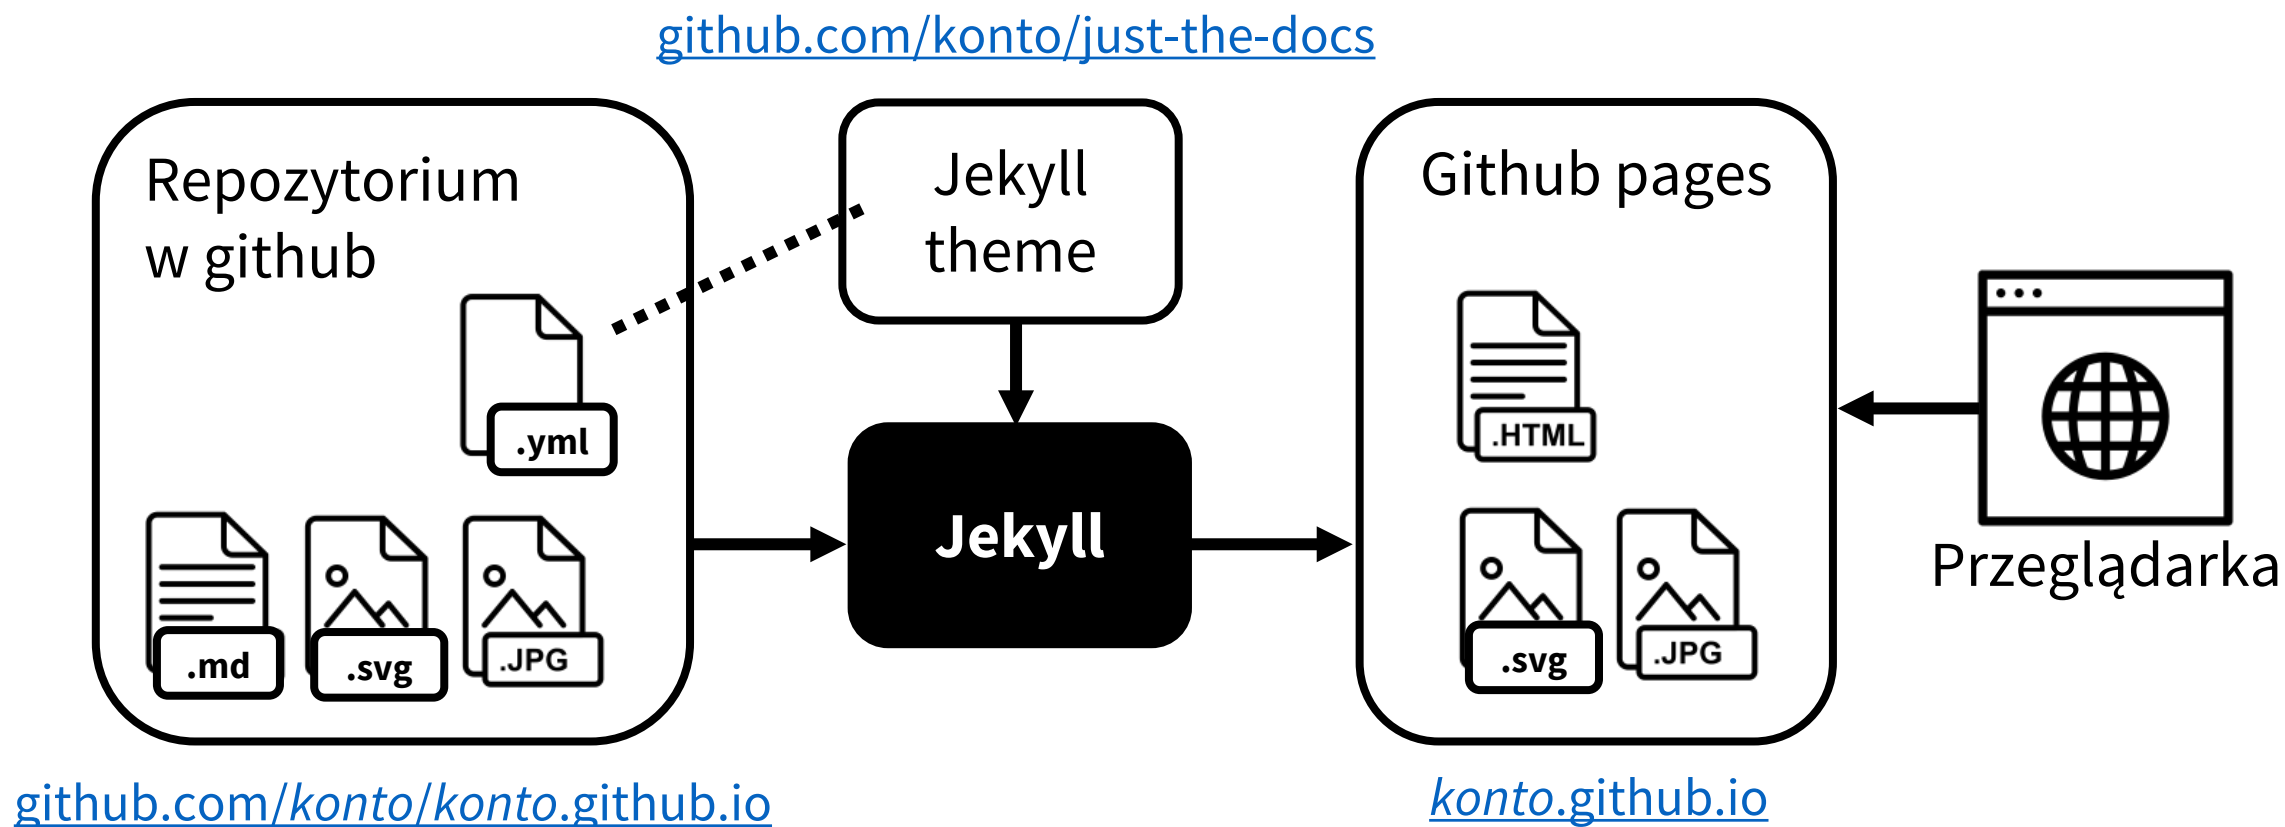 github.com/konto/just-the-docs
Repozytorium
w github
.yml
.md
.svg
.JPG
Jekyll
theme
Jekyll
Github pages
.HTML
.svg
.JPG
Przeglądarka
github.com/konto/konto.github.io
konto.github.io